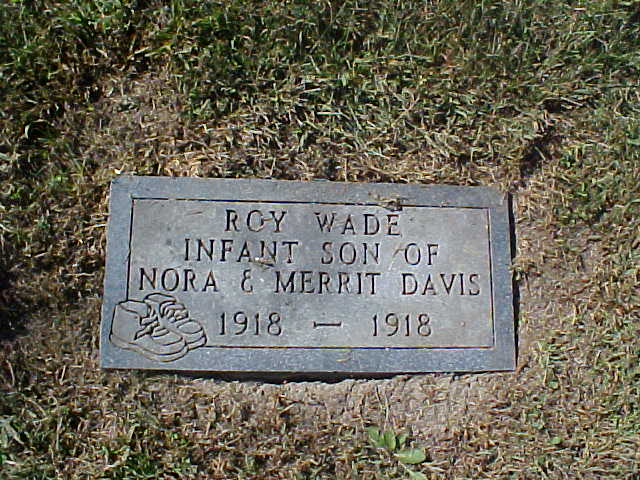 ROY WADE
INFANT SON OF
NORA & MERRIT DAVIS
1918 — 1918